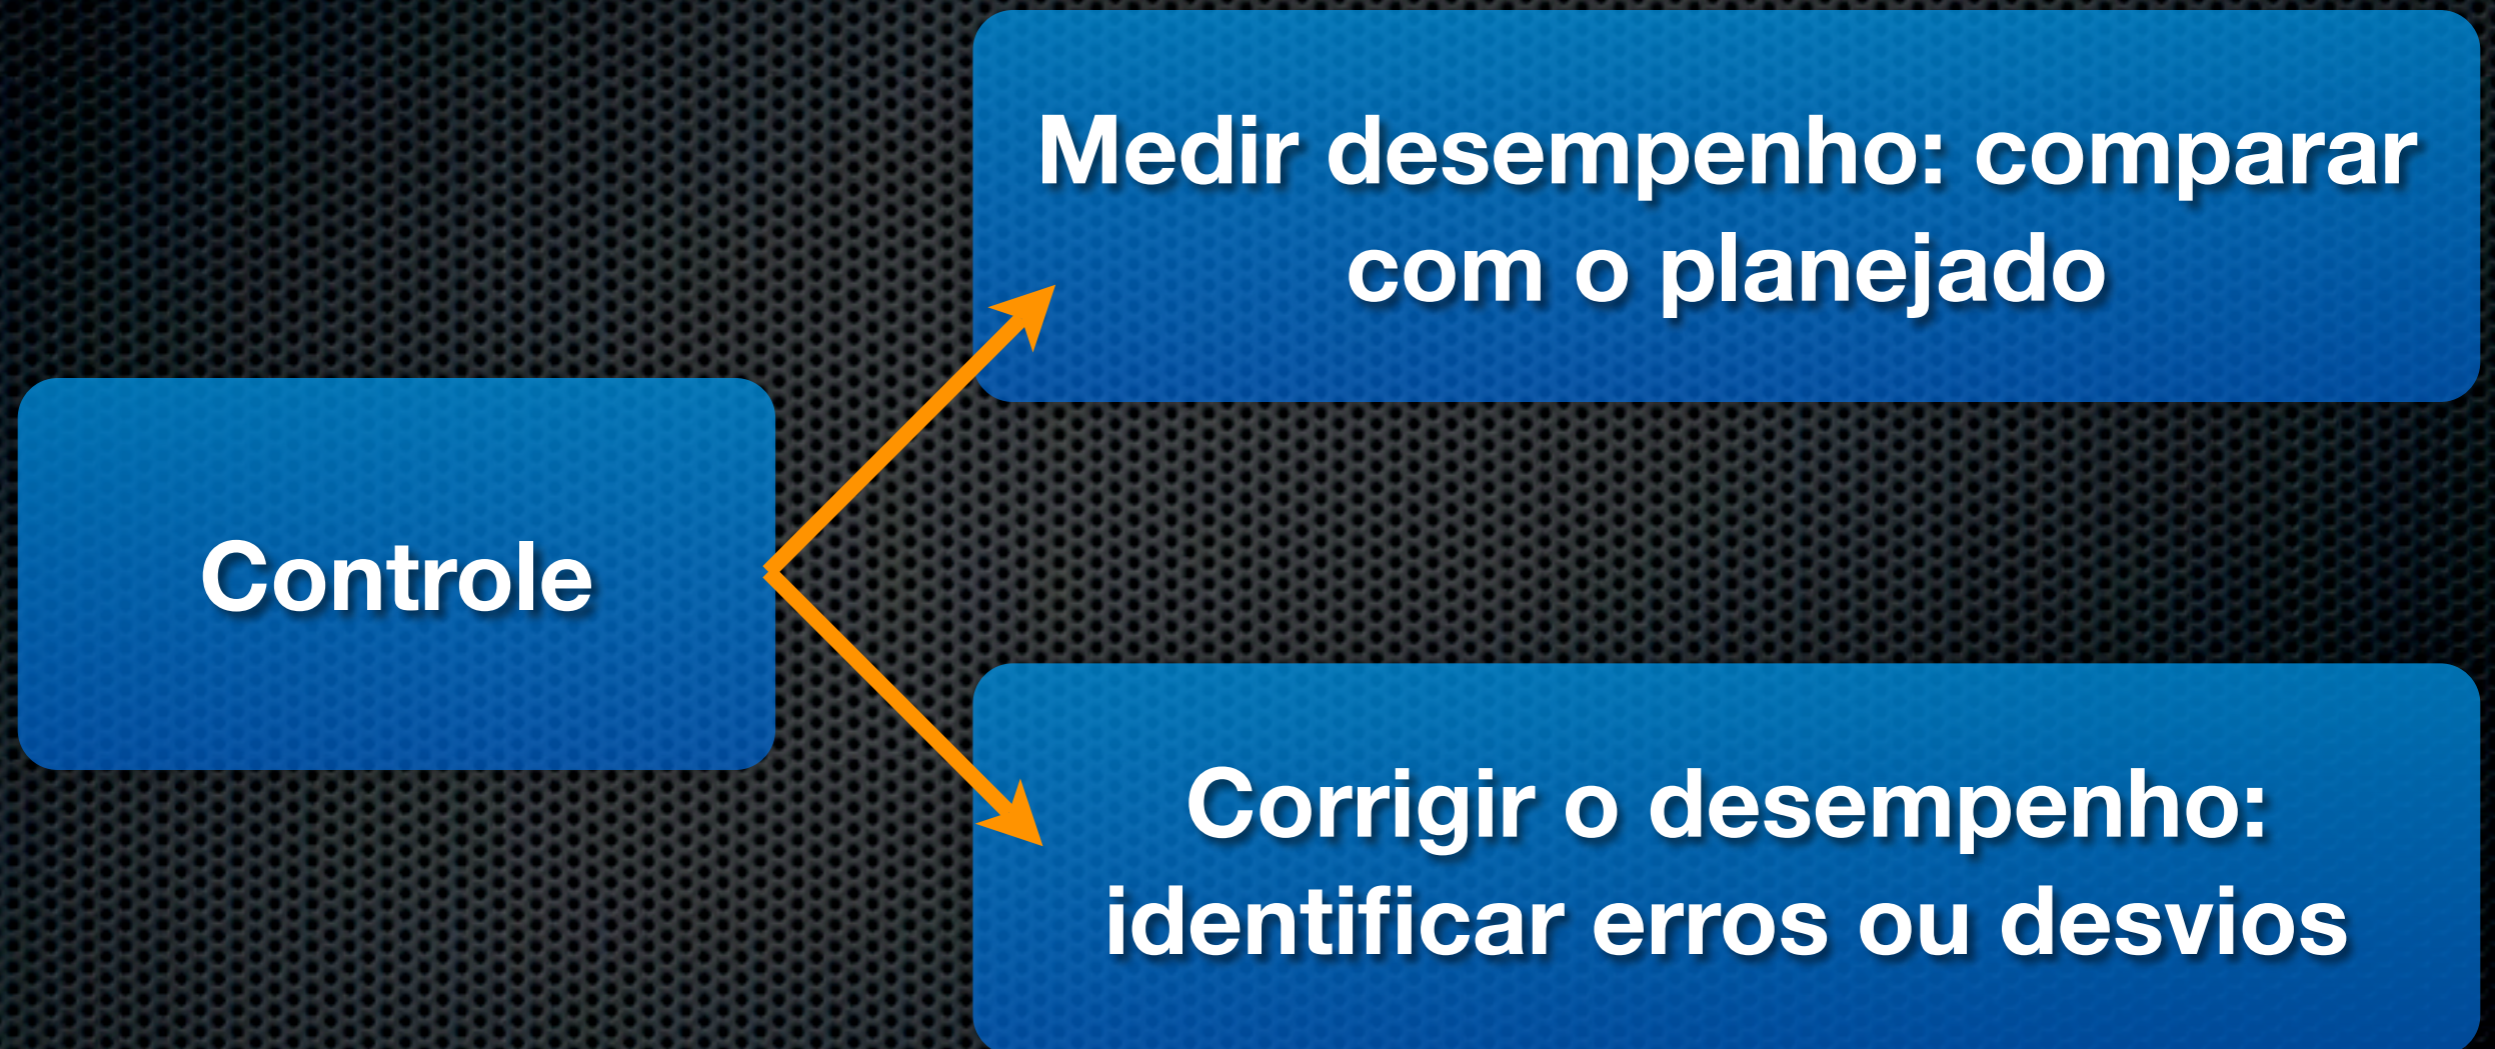 Medir desempenho: comparar
com o planejado
Controle
Corrigir o desempenho:
identificar erros ou desvios